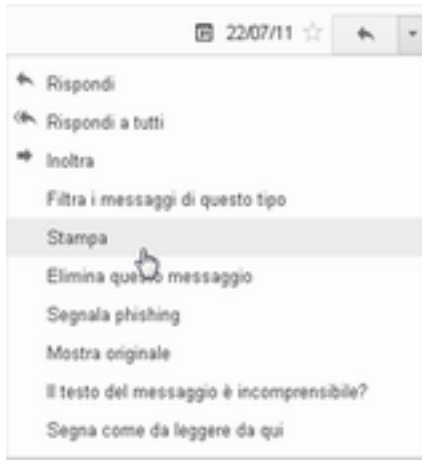 22/07/11
Rispondi
Rispondi a tutti
Inoltra
Filtra i messaggi di questo tipo
Stampa
Elimina questo messaggio
Segnala phishing
Mostra originale
Il testo del messaggio è incomprensibile?
Segna come da leggere da qui